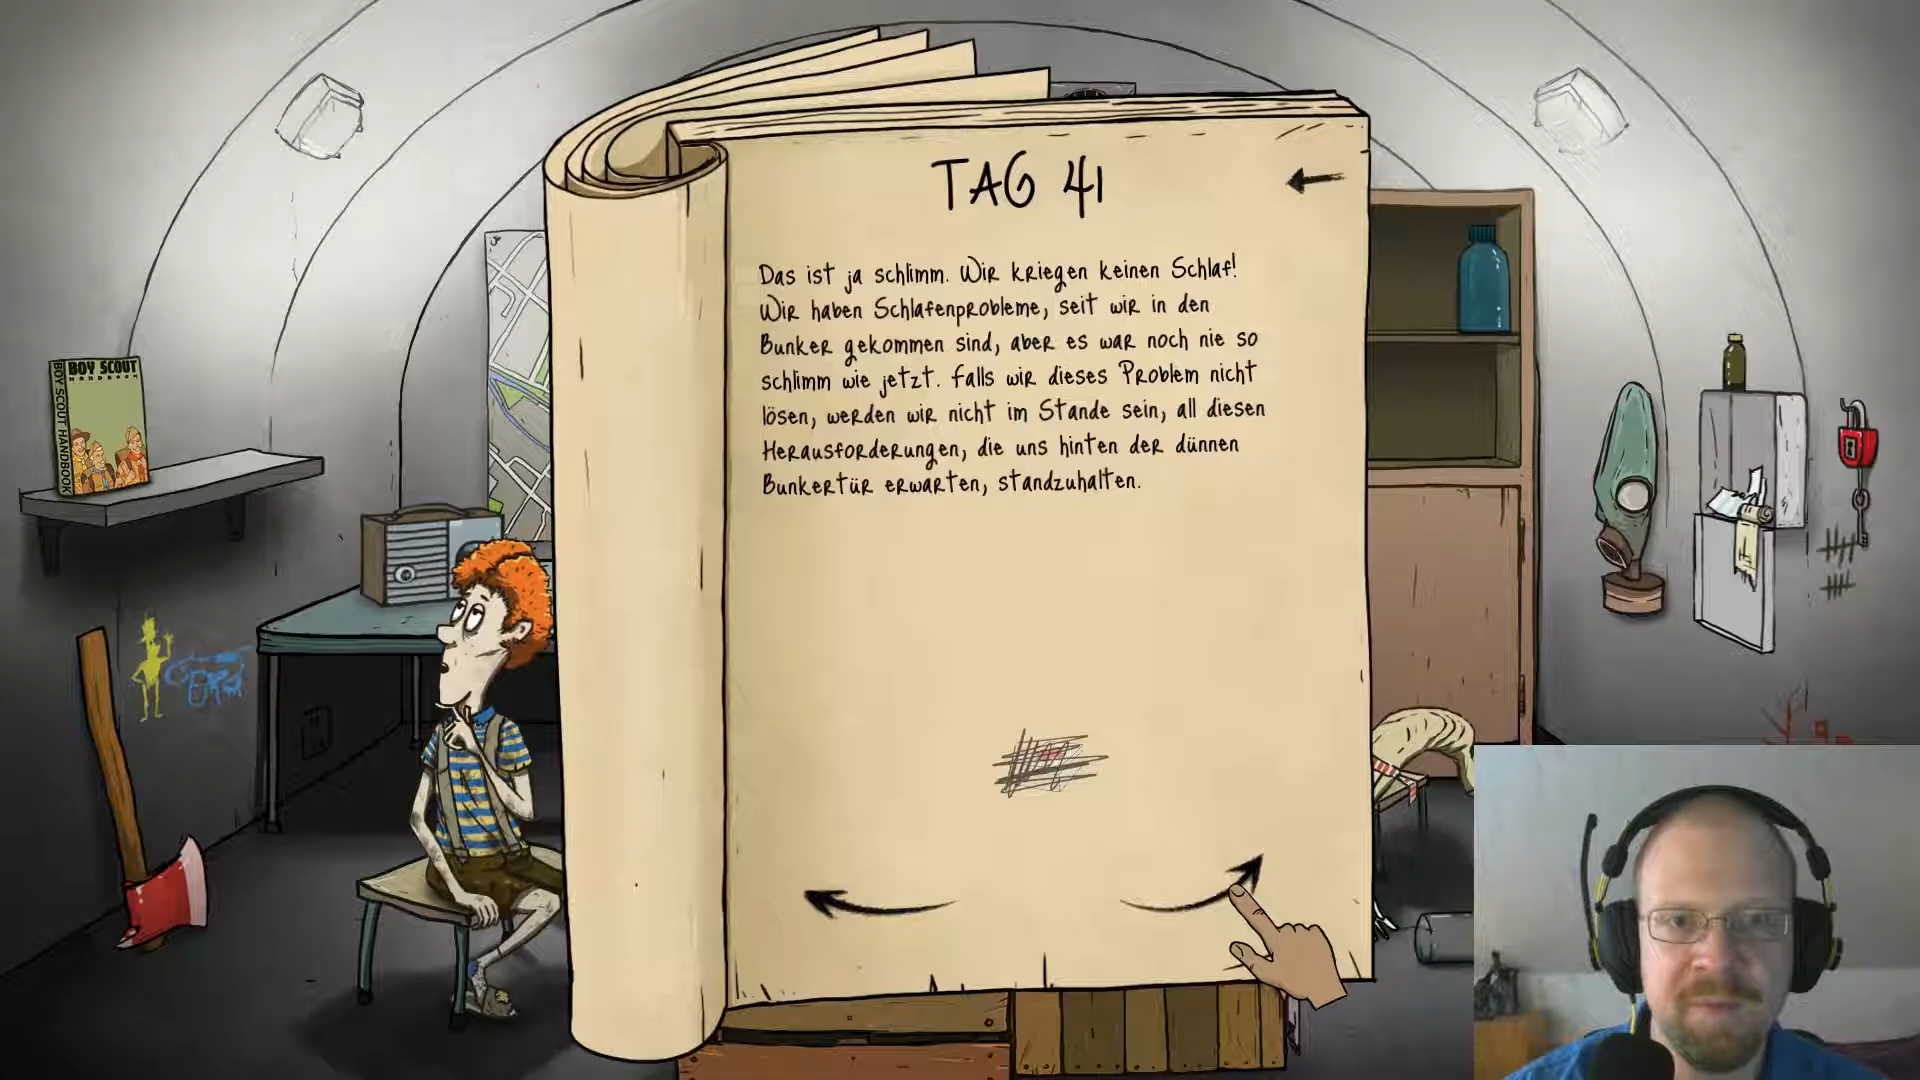 TAG 41
Das ist ja schlimm. Wir kriegen keinen Schlaf!
Wir haben Schlafenprobleme, seit wir in den
Bunker gekommen sind, aber es war noch nie so
schlimm wie jetzt. Falls wir dieses Problem nicht
lösen, werden wir nicht im Stande sein, all diesen
Herausforderungen, die uns hinten der dünnen
Bunkertür erwarten, standzuhalten.
BOY SCOUT
HANDBOOK
BOY SCOUT HANDBOOK